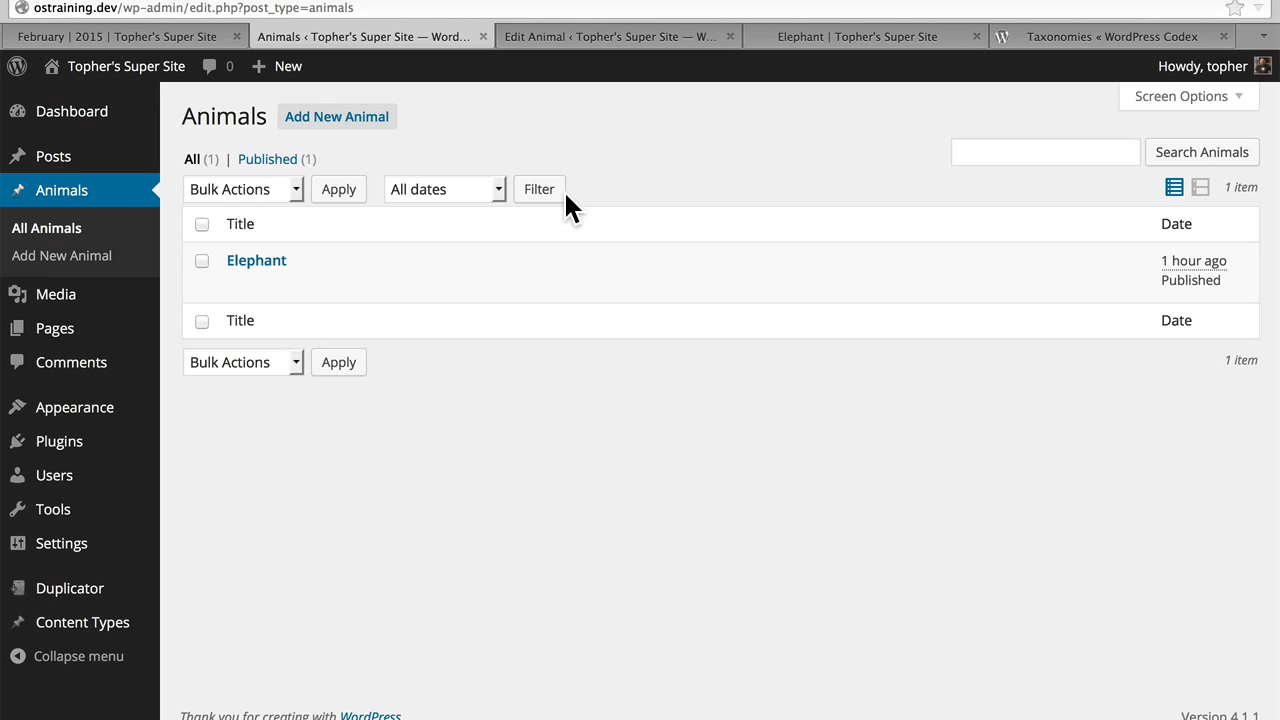 ostraining.dev/wp-admin/edit.php?post_type=animals
February | 2015 | Topher's Super Site
Animals ‹ Topher's Super Site — Word...
Edit Animal ‹ Topher's Super Site — W...
Elephant | Topher's Site
Taxonomies « WordPress Codex
Topher's Super Site
0
New
Howdy, topher
Dashboard
Posts
Animals
All Animals
Add New Animal
Media
Pages
Comments
Appearance
Plugins
Users
Tools
Settings
Duplicator
Content Types
Collapse menu
Screen Options
Animals Add New Animal
All (1) | Published (1)
Search Animals
Bulk Actions Apply All dates Filter 1 item
Title Date
Elephant 1 hour ago
Published
Title Date
Bulk Actions Apply 1 item
Thank you for creating with WordPress
Version 4.1.1